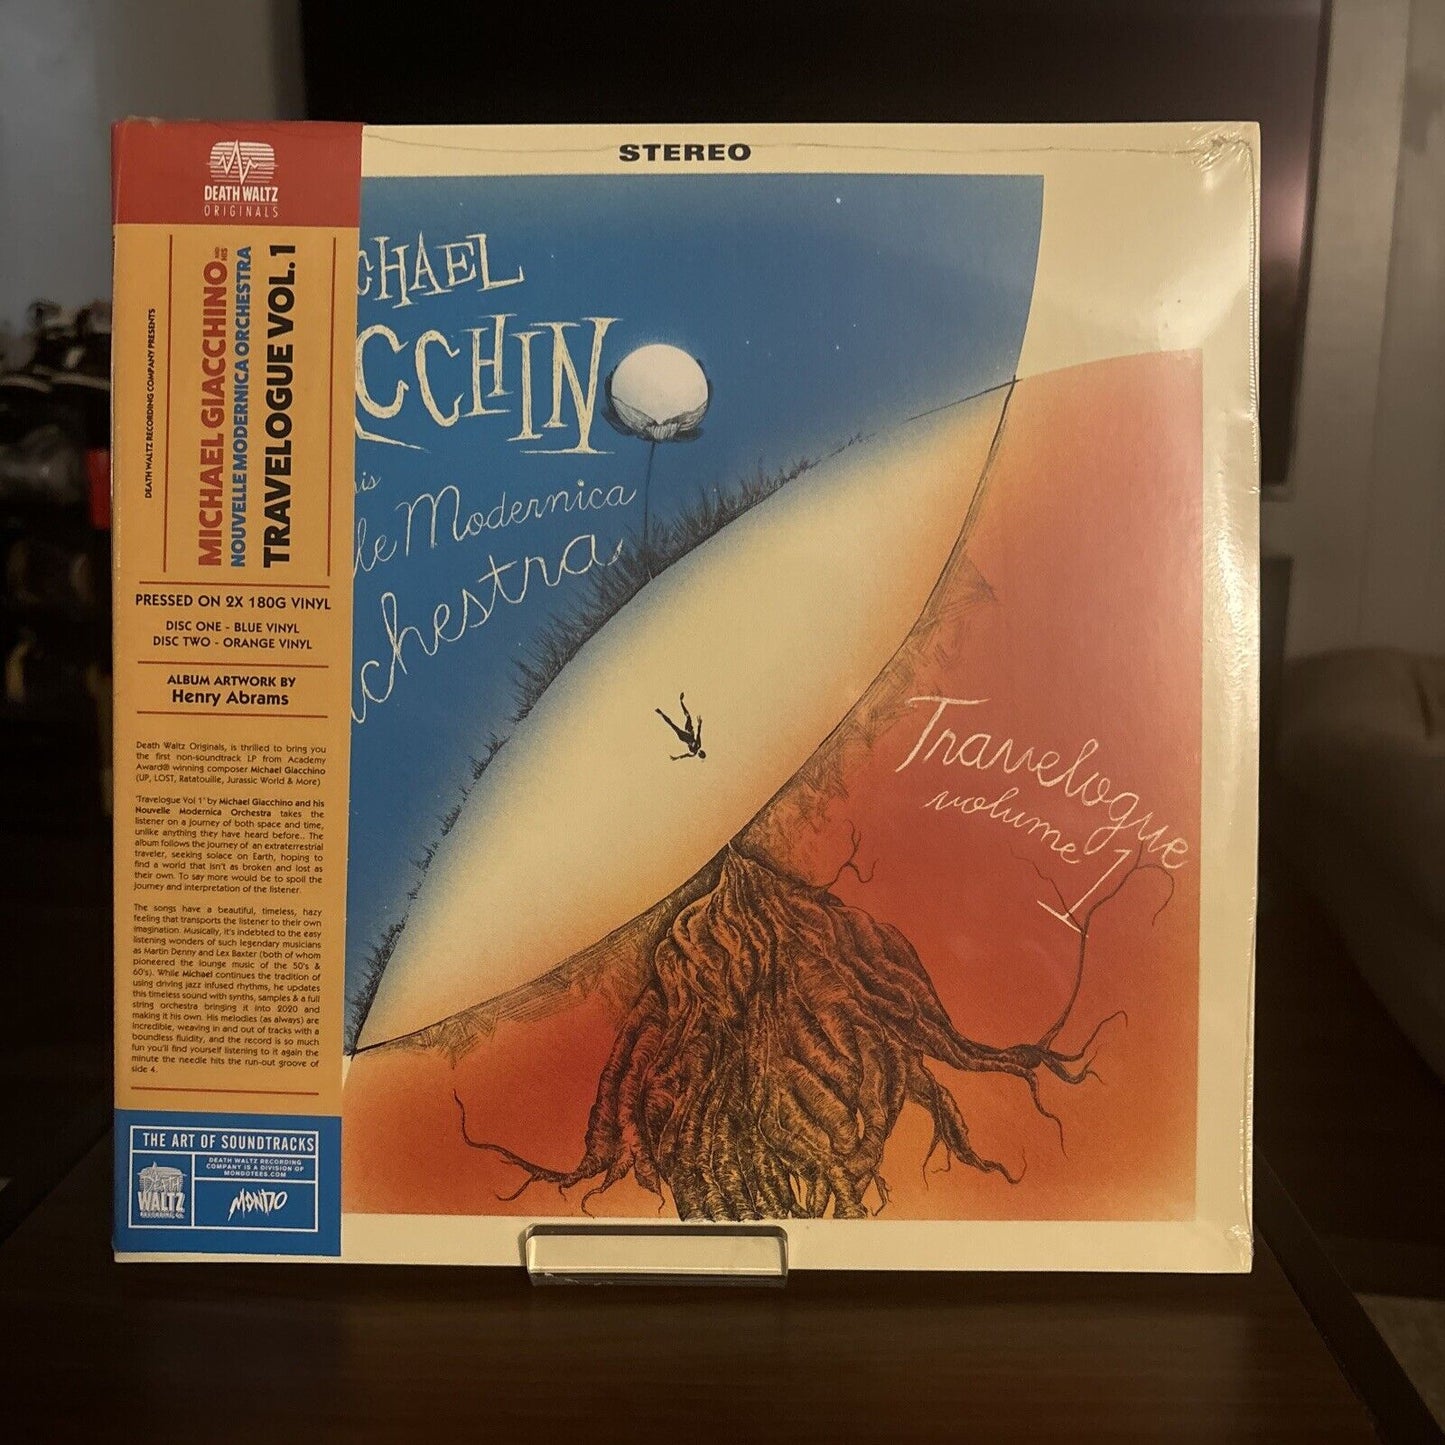 DEATH WALTZ
ORIGINALS
DEATH WALTZ RECORDING COMPANY PRESENTS
MICHAEL GIACCHINO AND HIS
NOUVELLE MODERNICA ORCHESTRA
TRAVELOGUE VOL. 1
PRESSED ON 2X 180G VINYL
DISC ONE - BLUE VINYL
DISC TWO - ORANGE VINYL
ALBUM ARTWORK BY
Henry Abrams
Death Waltz Originals, is thrilled to bring you
the first non-soundtrack LP from Academy
Award® winning composer Michael Giacchino
(UP, LOST, Ratatouille, Jurassic World & More)
'Travelogue Vol 1' by Michael Giacchino and his
Nouvelle Modernica Orchestra takes the
listener on a journey of both space and time,
unlike anything they have heard before.. The
album follows the journey of an extraterrestrial
traveler, seeking solace on Earth, hoping to
find a world that isn't as broken and lost as
their own. To say more would be to spoil the
journey and interpretation of the listener.
The songs have a beautiful, timeless, hazy
feeling that transports the listener to their own
imagination. Musically, it's indebted to the easy
listening wonders of such legendary musicians
as Martin Denny and Lex Baxter (both of whom
pioneered the lounge music of the 50's &
60's). While Michael continues the tradition of
using driving jazz infused rhythms, he updates
this timeless sound with synths, samples & a full
string orchestra bringing it into 2020 and
making it his own. His melodies (as always) are
incredible, weaving in and out of tracks with a
boundless fluidity, and the record is so much
fun you'll find yourself listening to it again the
minute the needle hits the run-out groove of
side 4.
THE ART OF SOUNDTRACKS
DEATH WALTZ RECORDING
COMPANY IS A DIVISION OF
MONDOTEES.COM
DEATH
WALTZ
RECORDING CO.
MONDO
STEREO
CHAEL
CCHINO
is
le Modernica
chestra
Travelogue
volume 1